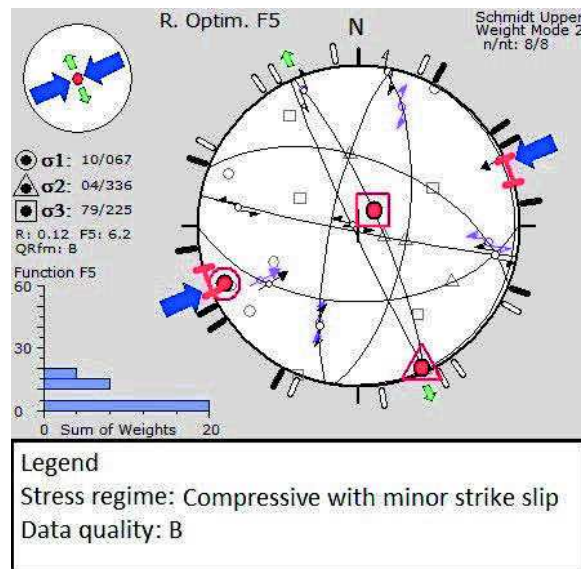 R. Optim. F5
N
Schmidt Upper
Weight Mode 2
n/nt: 8/8
σ1: 10/067
σ2: 04/336
σ3: 79/225
R: 0.12 F5: 6.2
QRfm: B
Function F5
60
30
0
0 Sum of Weights 20
Legend
Stress regime: Compressive with minor strike slip
Data quality: B